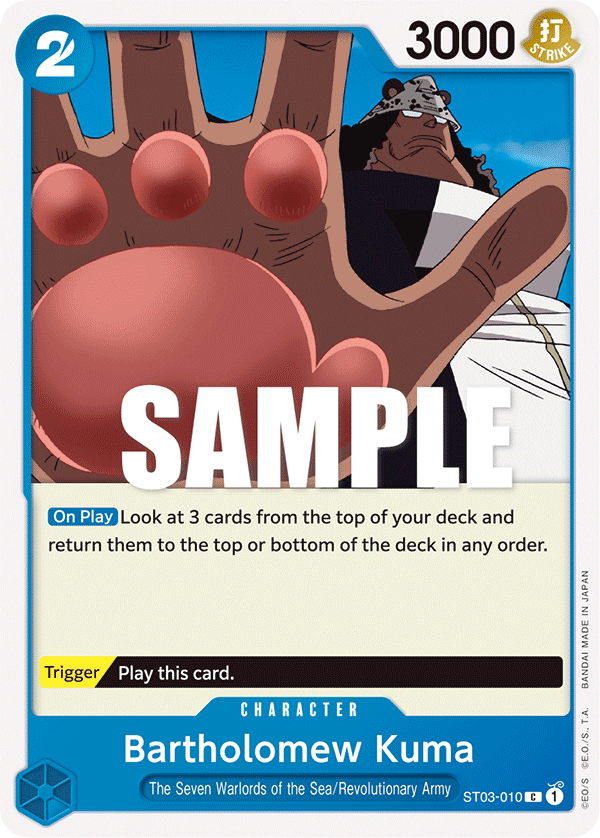 2
3000
打
STRIKE
SAMPLE
On Play Look at 3 cards from the top of your deck and
return them to the top or bottom of the deck in any order.
Trigger Play this card.
CHARACTER
Bartholomew Kuma
The Seven Warlords of the Sea/Revolutionary Army
ST03-010 C 1
©E.O/S ©E.O./S., T.A. BANDAI MADE IN JAPAN